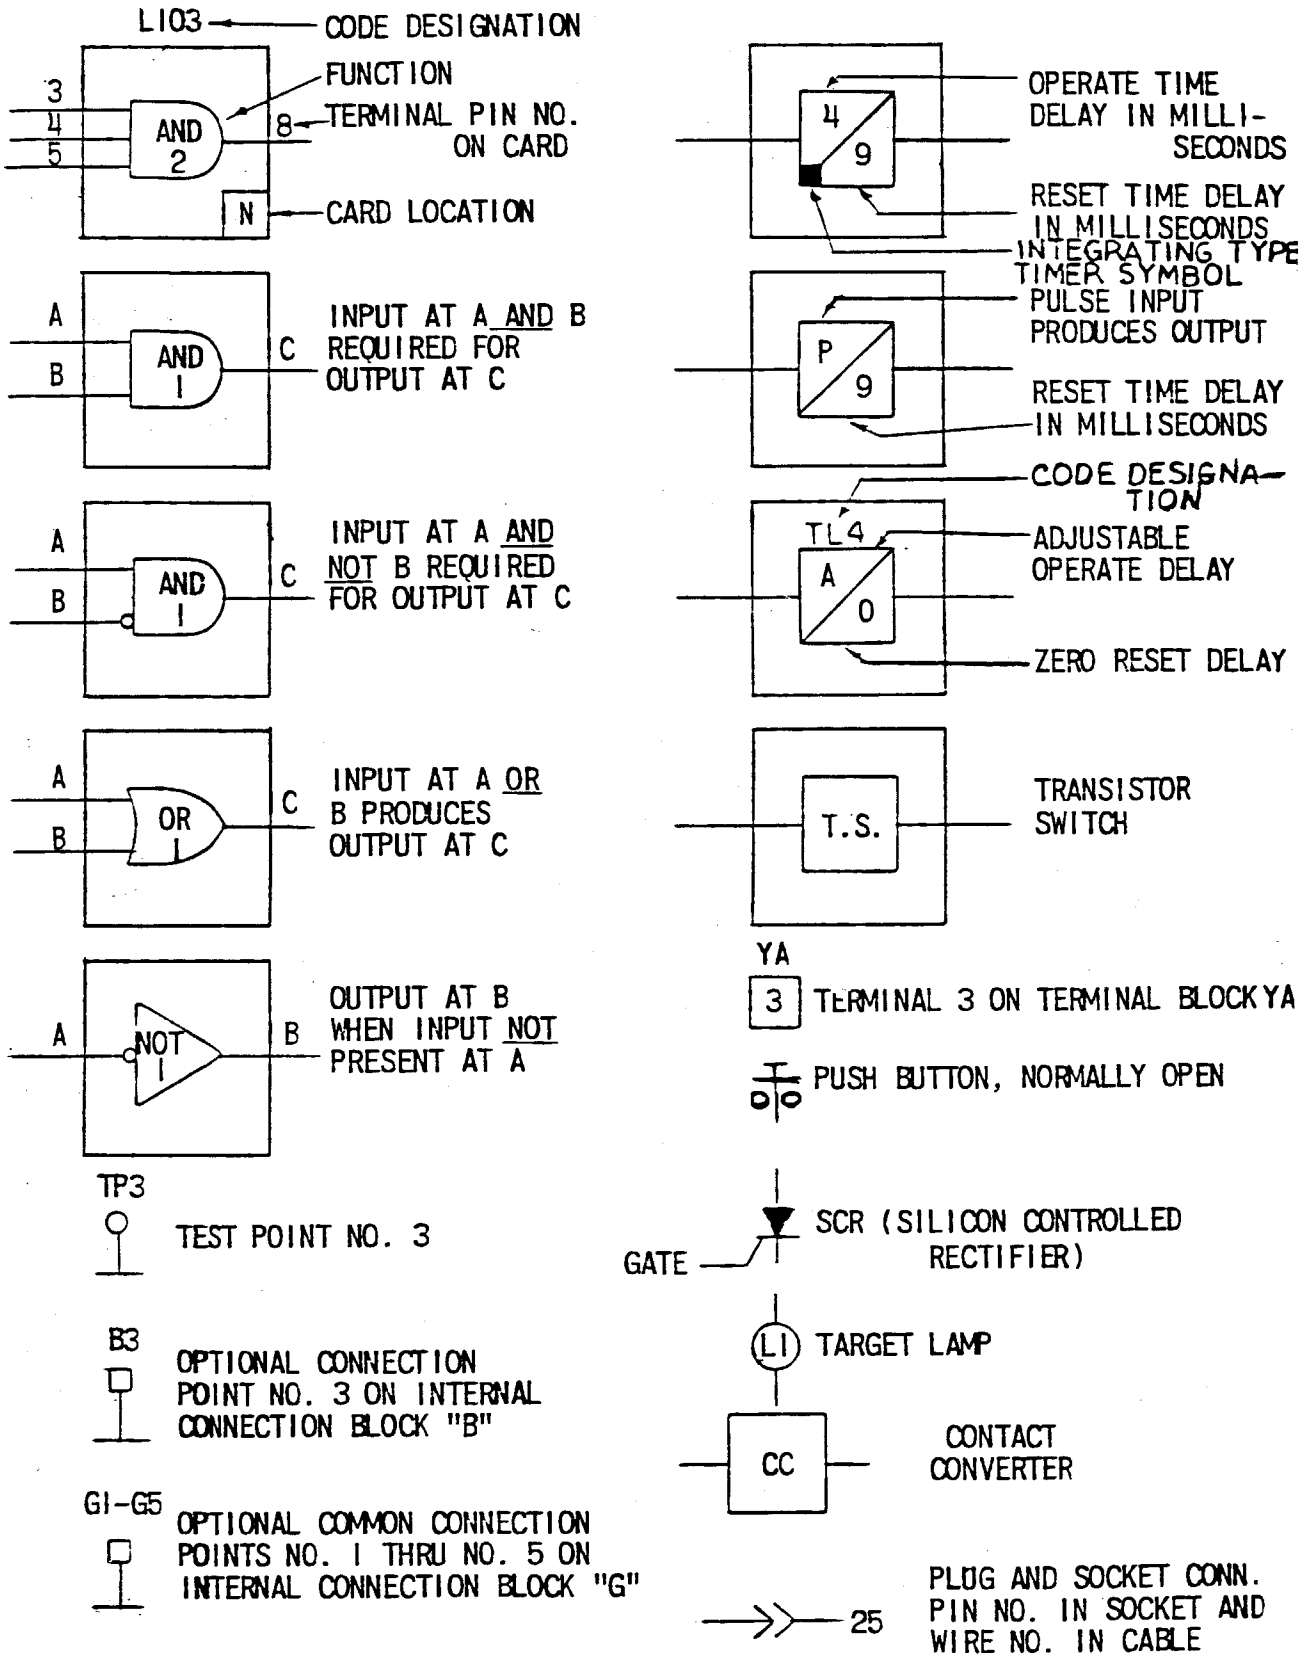 L103
CODE DESIGNATION
FUNCTION
3
4
5
AND
2
8
TERMINAL PIN NO.
ON CARD
N
CARD LOCATION
A
B
AND
1
C
INPUT AT A AND B
REQUIRED FOR
OUTPUT AT C
A
B
AND
1
C
INPUT AT A AND
NOT B REQUIRED
FOR OUTPUT AT C
A
B
OR
1
C
INPUT AT A OR
B PRODUCES
OUTPUT AT C
A
NOT
1
B
OUTPUT AT B
WHEN INPUT NOT
PRESENT AT A
TP3
TEST POINT NO. 3
B3
OPTIONAL CONNECTION
POINT NO. 3 ON INTERNAL
CONNECTION BLOCK "B"
G1-G5
OPTIONAL COMMON CONNECTION
POINTS NO. 1 THRU NO. 5 ON
INTERNAL CONNECTION BLOCK "G"
4
9
OPERATE TIME
DELAY IN MILLI-
SECONDS
RESET TIME DELAY
IN MILLISECONDS
INTEGRATING TYPE
TIMER SYMBOL
P
9
PULSE INPUT
PRODUCES OUTPUT
RESET TIME DELAY
IN MILLISECONDS
CODE DESIGNA-
TION
TL4
A
0
ADJUSTABLE
OPERATE DELAY
ZERO RESET DELAY
T.S.
TRANSISTOR
SWITCH
YA
3
TERMINAL 3 ON TERMINAL BLOCK YA
PUSH BUTTON, NORMALLY OPEN
GATE
SCR (SILICON CONTROLLED
RECTIFIER)
L1
TARGET LAMP
CC
CONTACT
CONVERTER
25
PLUG AND SOCKET CONN.
PIN NO. IN SOCKET AND
WIRE NO. IN CABLE